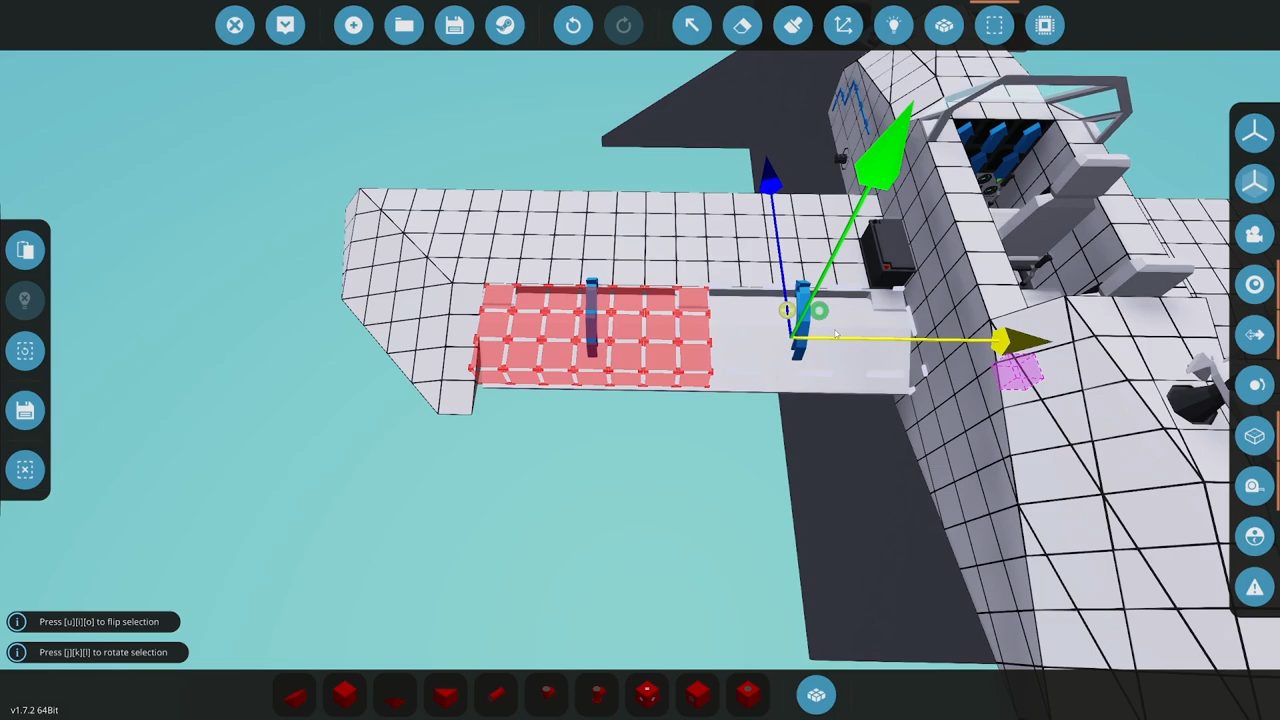 Press [u][i][o] to flip selection
Press [j][k][l] to rotate selection
v1.7.2 64Bit